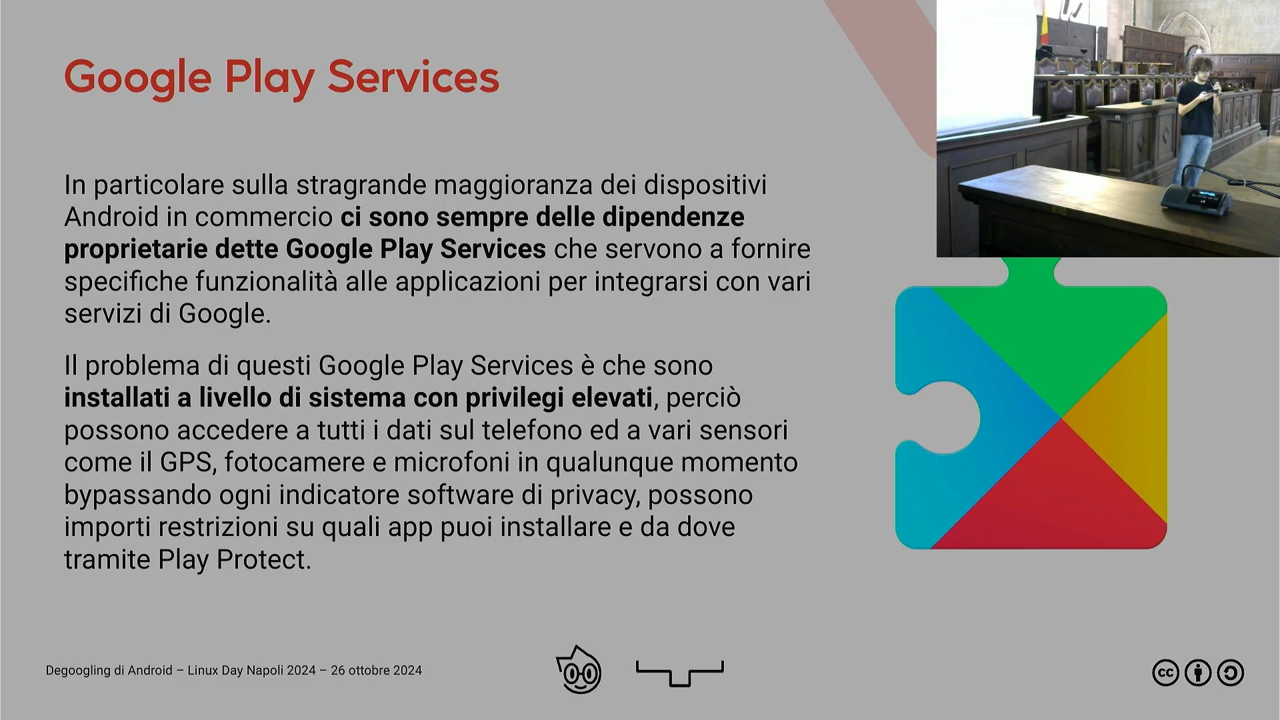 Google Play Services
In particolare sulla stragrande maggioranza dei dispositivi
Android in commercio ci sono sempre delle dipendenze
proprietarie dette Google Play Services che servono a fornire
specifiche funzionalità alle applicazioni per integrarsi con vari
servizi di Google.
Il problema di questi Google Play Services è che sono
installati a livello di sistema con privilegi elevati, perciò
possono accedere a tutti i dati sul telefono ed a vari sensori
come il GPS, fotocamere e microfoni in qualunque momento
bypassando ogni indicatore software di privacy, possono
importi restrizioni su quali app puoi installare e da dove
tramite Play Protect.
Degoogling di Android – Linux Day Napoli 2024 – 26 ottobre 2024
cc